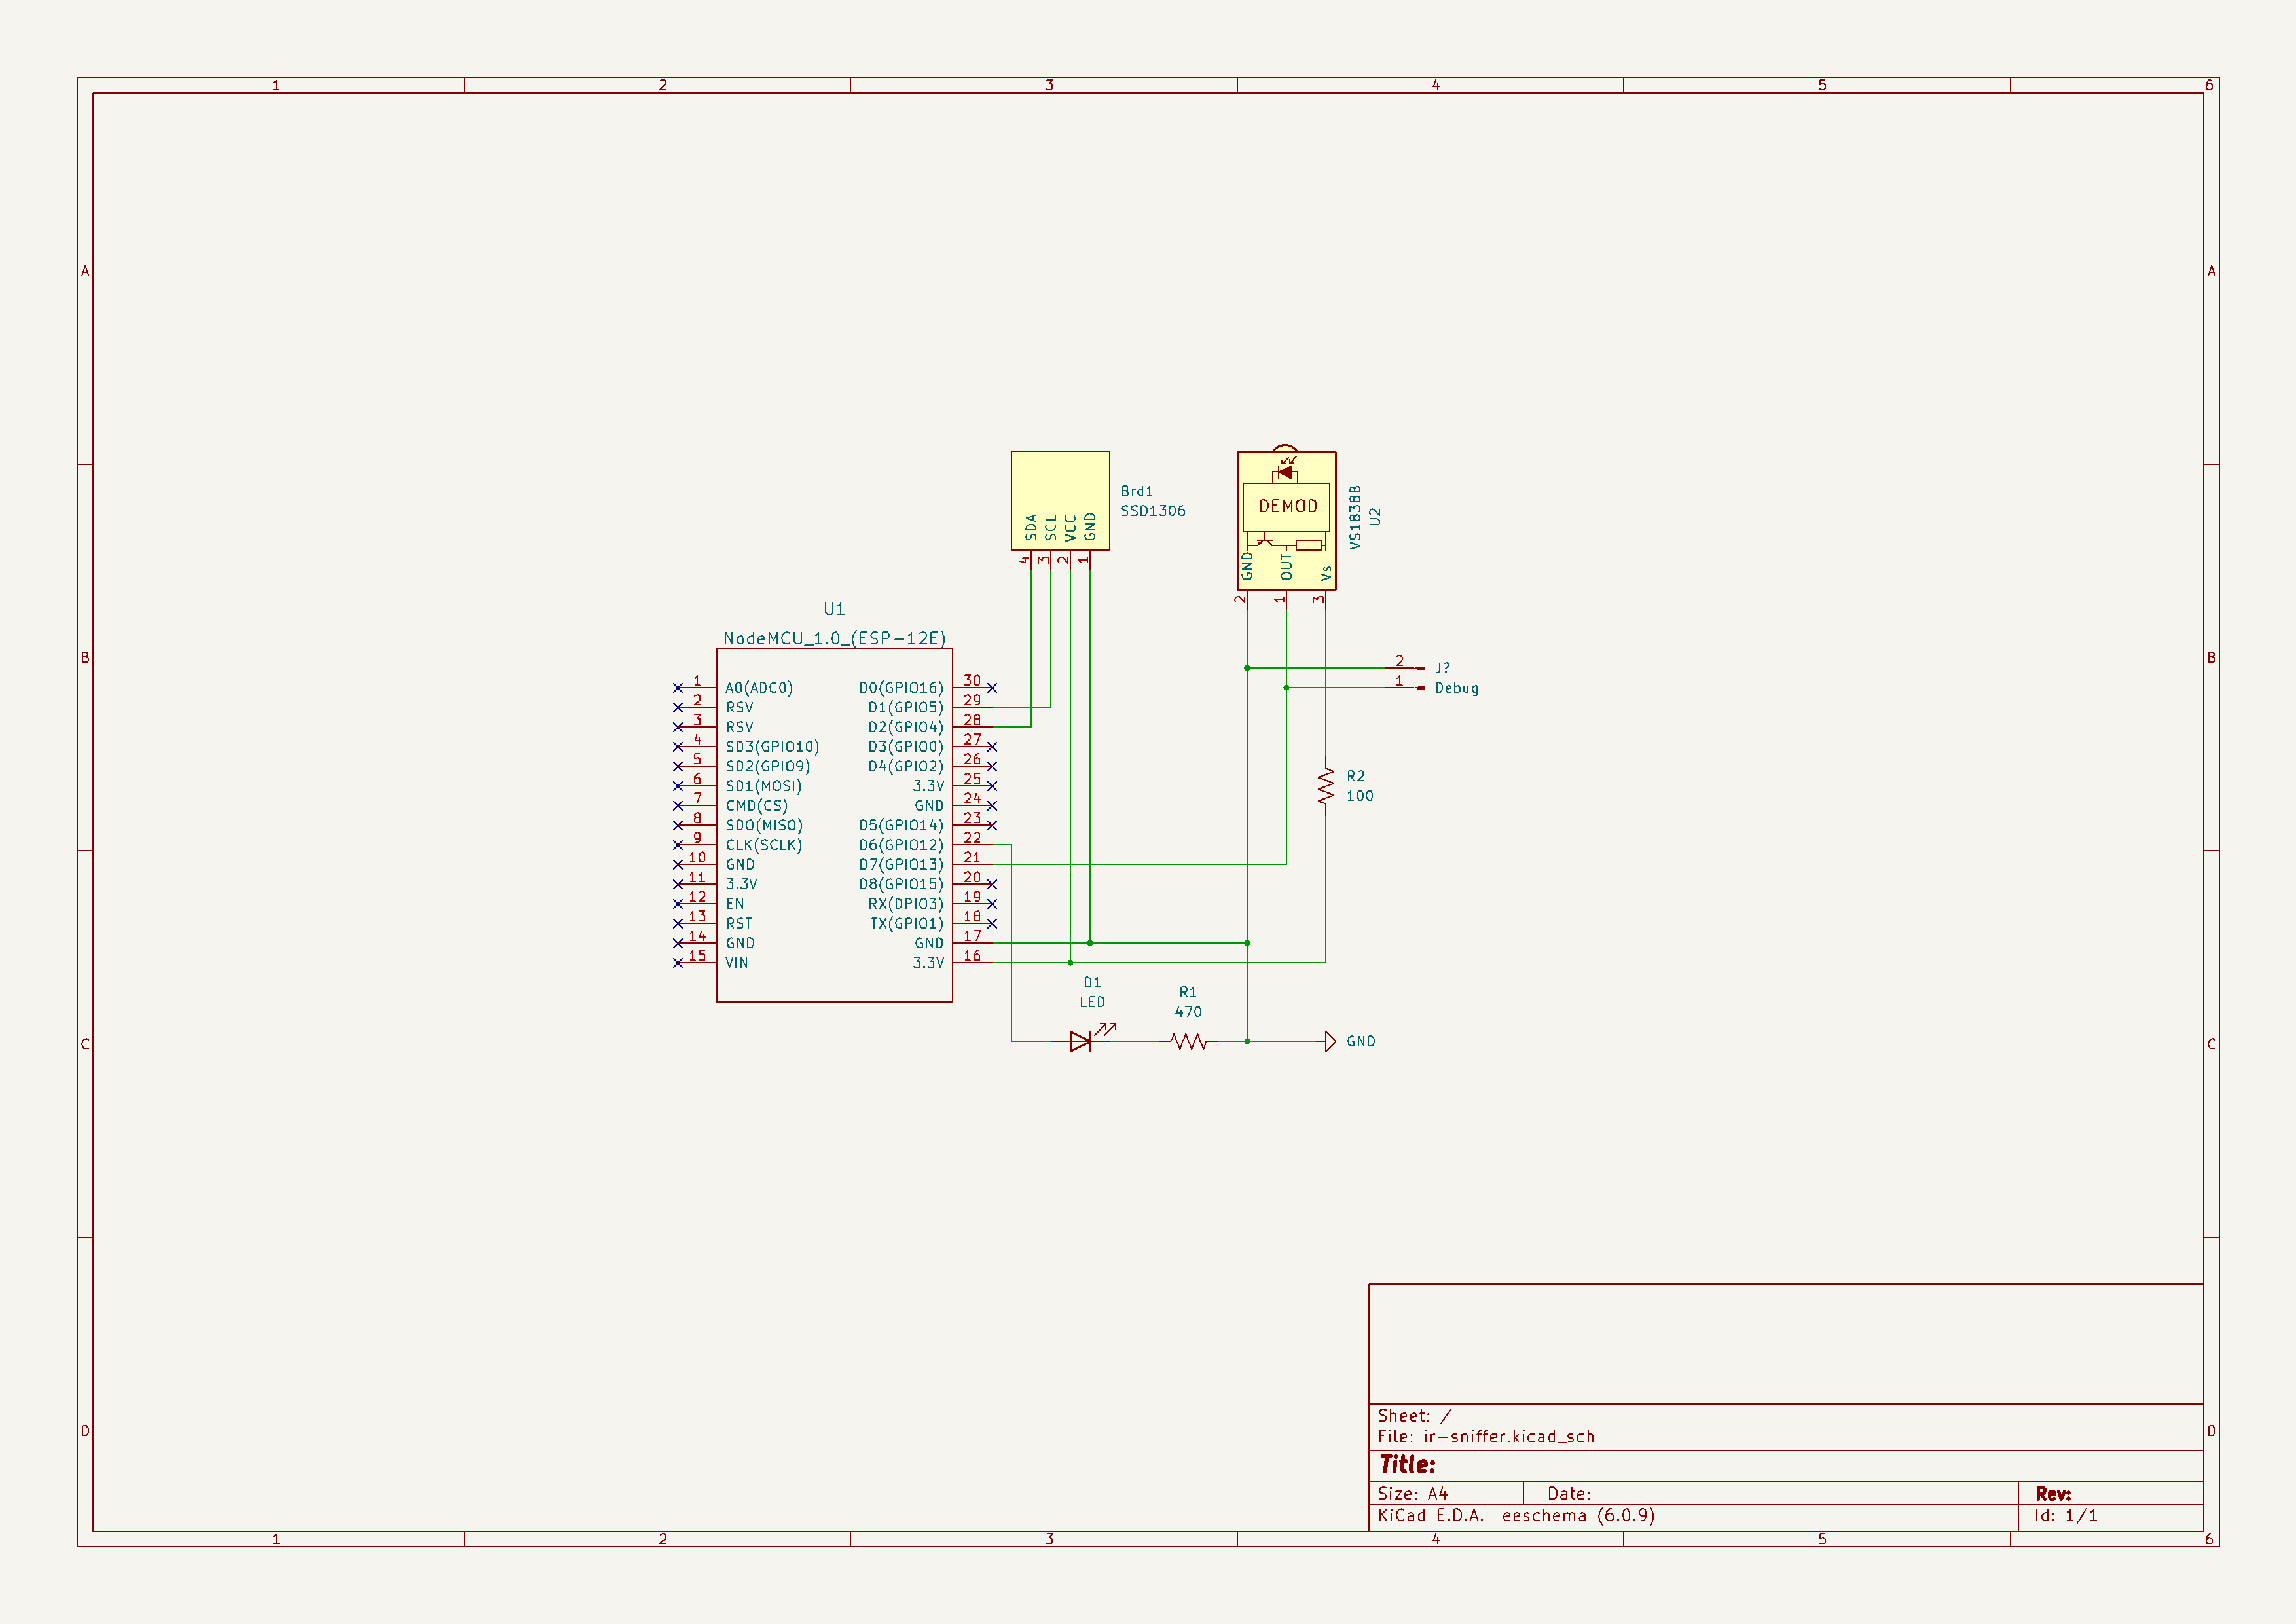 1 2 3 4 5 6
A A
B B
C C
D D
Brd1
SSD1306
SDA
SCL
VCC
GND
4
3
2
1
DEMOD
GND
OUT
Vs
2
1
3
VS1838B
U2
U1
NodeMCU_1.0_(ESP-12E)
1 A0(ADC0) D0(GPIO16) 30
2 RSV D1(GPIO5) 29
3 RSV D2(GPIO4) 28
4 SD3(GPIO10) D3(GPIO0) 27
5 SD2(GPIO9) D4(GPIO2) 26
6 SD1(MOSI) 3.3V 25
7 CMD(CS) GND 24
8 SDO(MISO) D5(GPIO14) 23
9 CLK(SCLK) D6(GPIO12) 22
10 GND D7(GPIO13) 21
11 3.3V D8(GPIO15) 20
12 EN RX(DPIO3) 19
13 RST TX(GPIO1) 18
14 GND GND 17
15 VIN 3.3V 16
2 J?
1 Debug
R2
100
D1
LED
R1
470
GND
Sheet: /
File: ir-sniffer.kicad_sch
Title:
Size: A4 Date: Rev:
KiCad E.D.A. eeschema (6.0.9) Id: 1/1
1 2 3 4 5 6